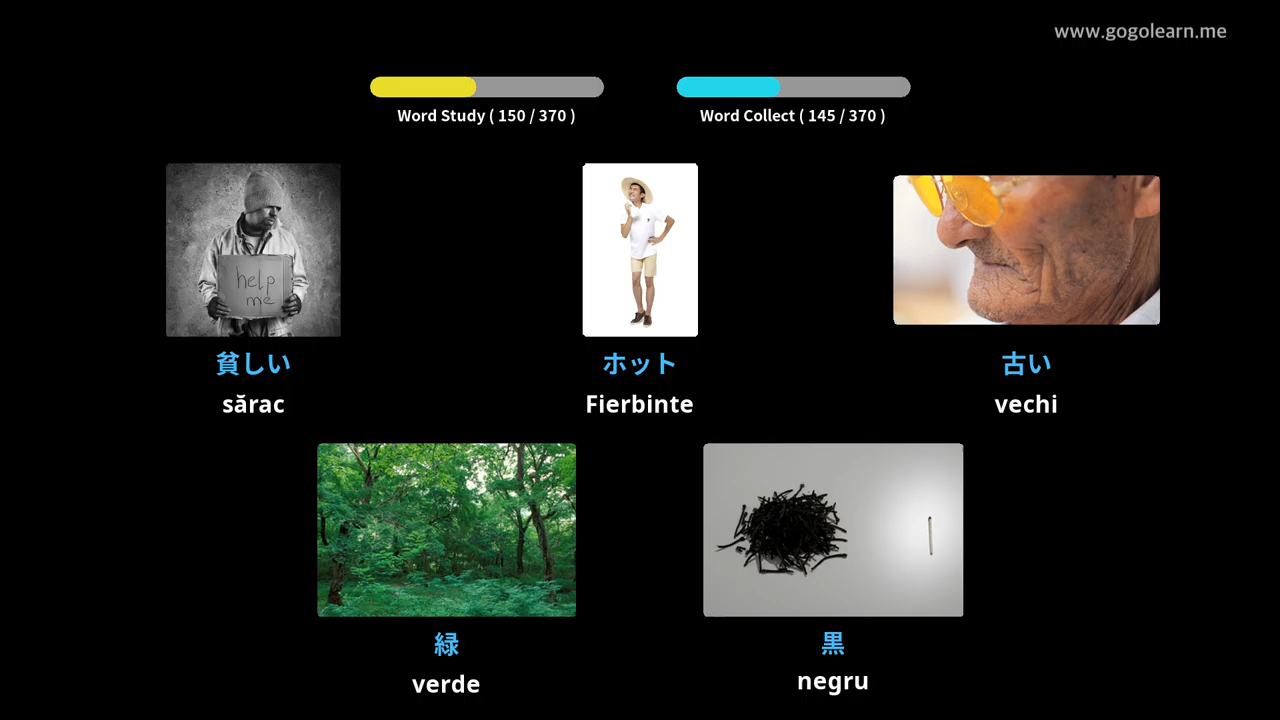 www.gogolearn.me
Word Study ( 150 / 370 )
Word Collect ( 145 / 370 )
help
me
貧しい
sărac
ホット
Fierbinte
古い
vechi
緑
verde
黒
negru